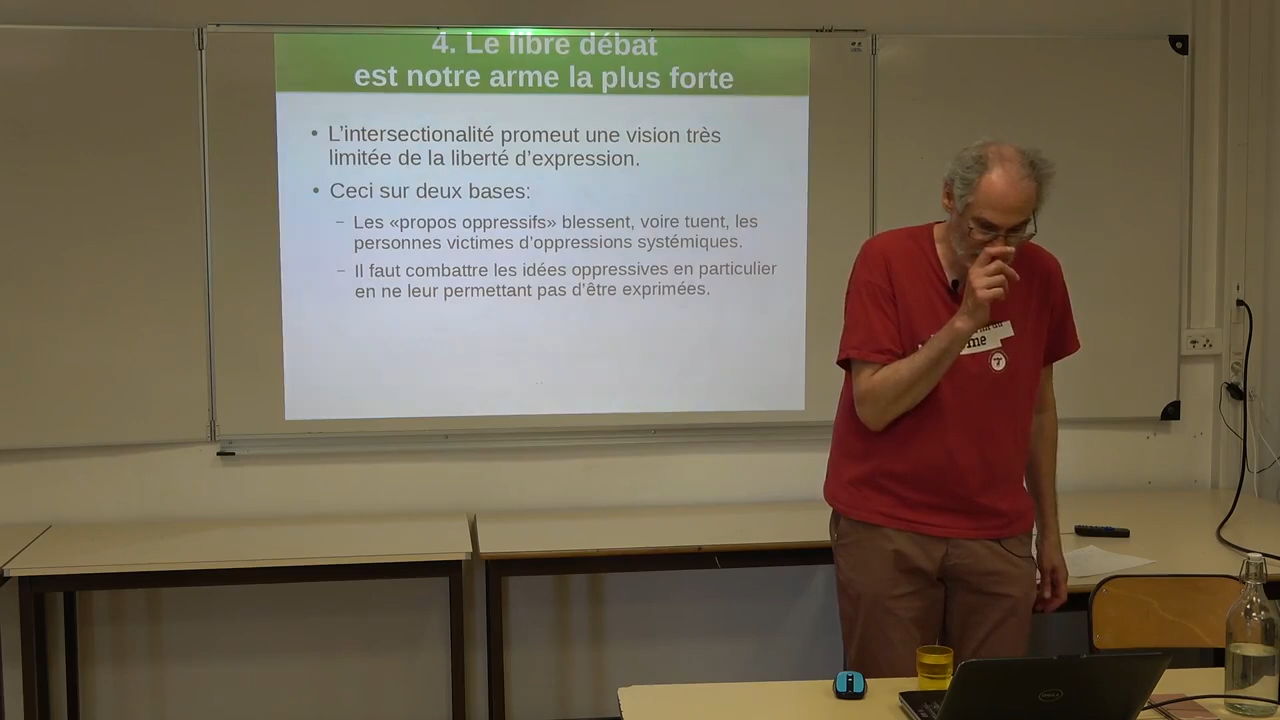 4. Le libre débat
est notre arme la plus forte
• L’intersectionalité promeut une vision très
limitée de la liberté d’expression.
• Ceci sur deux bases:
– Les «propos oppressifs» blessent, voire tuent, les
personnes victimes d’oppressions systémiques.
– Il faut combattre les idées oppressives en particulier
en ne leur permettant pas d’être exprimées.
DELL